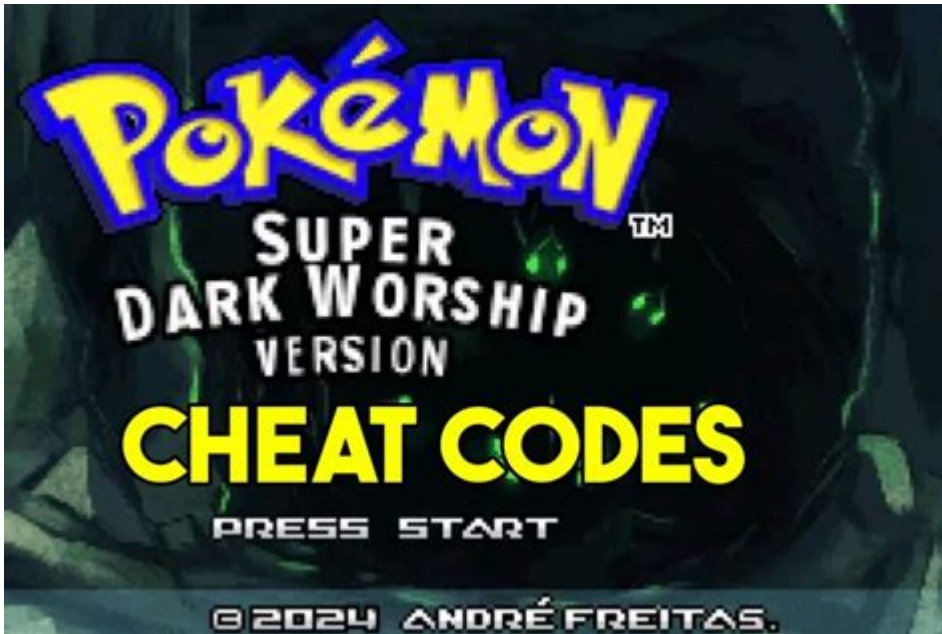 POKÉMON
TM
SUPER
DARK WORSHIP
VERSION
CHEAT CODES
PRESS START
©2024 ANDRÉ FREITAS.